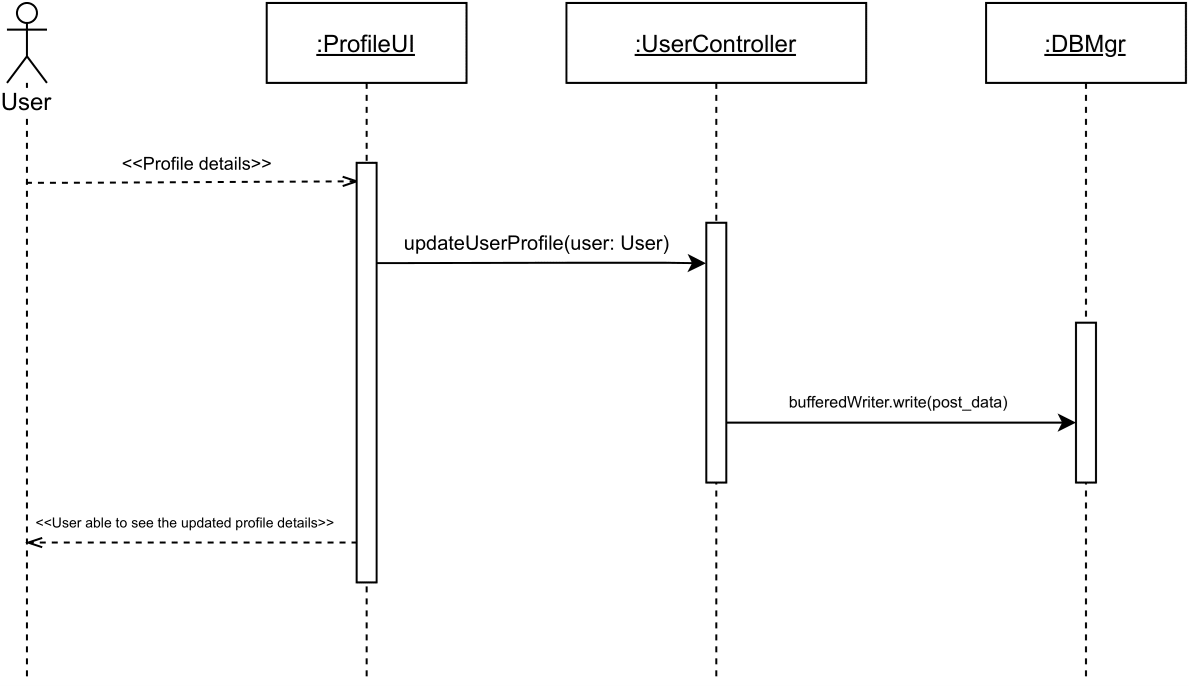 :ProfileUI
:UserController
:DBMgr
User
<<Profile details>>
updateUserProfile(user: User)
bufferedWriter.write(post_data)
<<User able to see the updated profile details>>